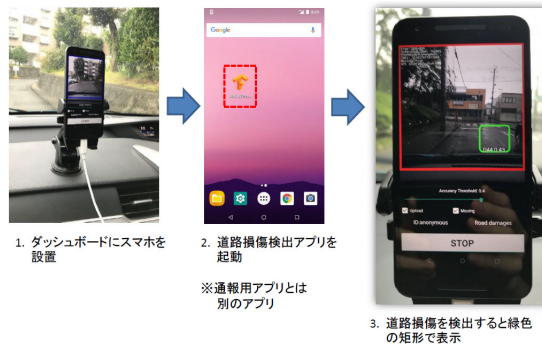 Google
Accuracy Threshold: 0.4
Upload
Moving
ID anonymous
Road damages
STOP
D44 0.43
1. ダッシュボードにスマホを
設置
2. 道路損傷検出アプリを
起動
※通報用アプリとは
別のアプリ
3. 道路損傷を検出すると緑色
の矩形で表示